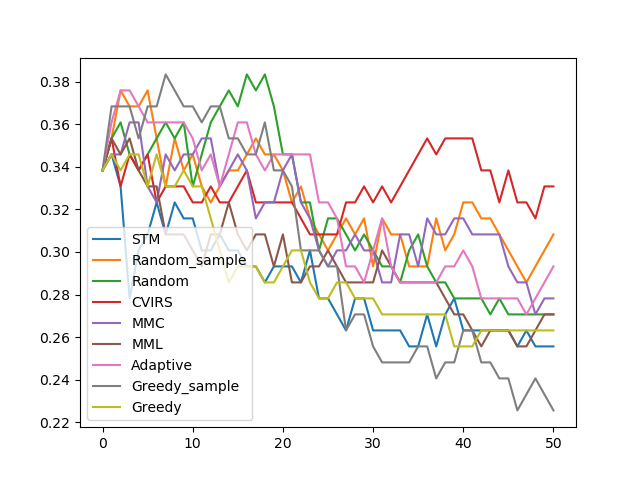 0.38
0.36
0.34
0.32
0.30
0.28
0.26
0.24
0.22
STM
Random_sample
Random
CVIRS
MMC
MML
Adaptive
Greedy_sample
Greedy
0 10 20 30 40 50